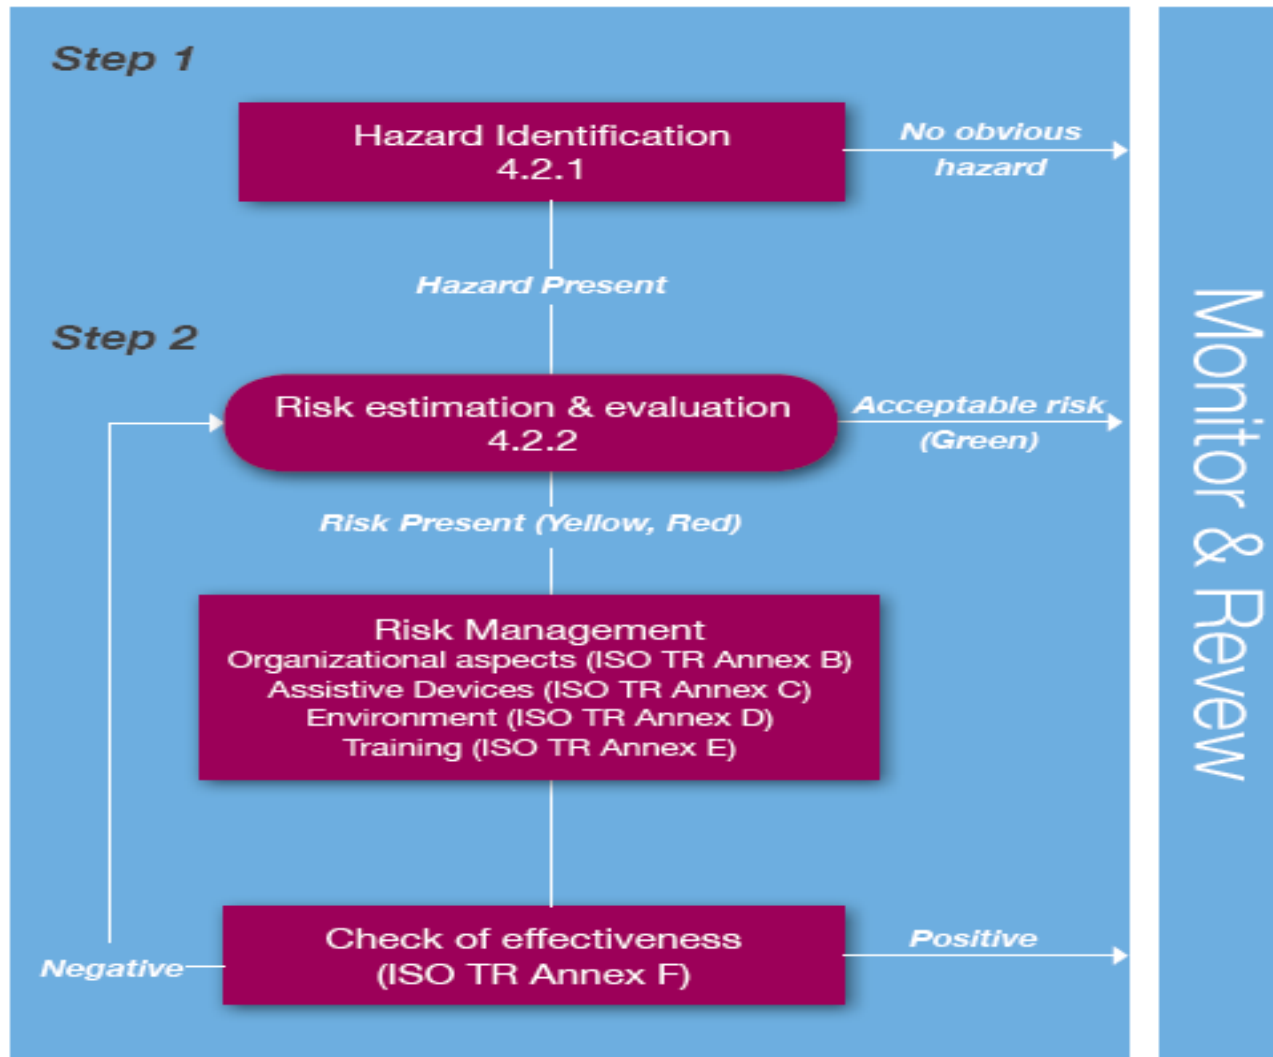 Step 1
Hazard Identification
4.2.1
No obvious
hazard
Hazard Present
Step 2
Risk estimation & evaluation
4.2.2
Acceptable risk
(Green)
Risk Present (Yellow, Red)
Risk Management
Organizational aspects (ISO TR Annex B)
Assistive Devices (ISO TR Annex C)
Environment (ISO TR Annex D)
Training (ISO TR Annex E)
Check of effectiveness
(ISO TR Annex F)
Negative
Positive
Monitor & Revew